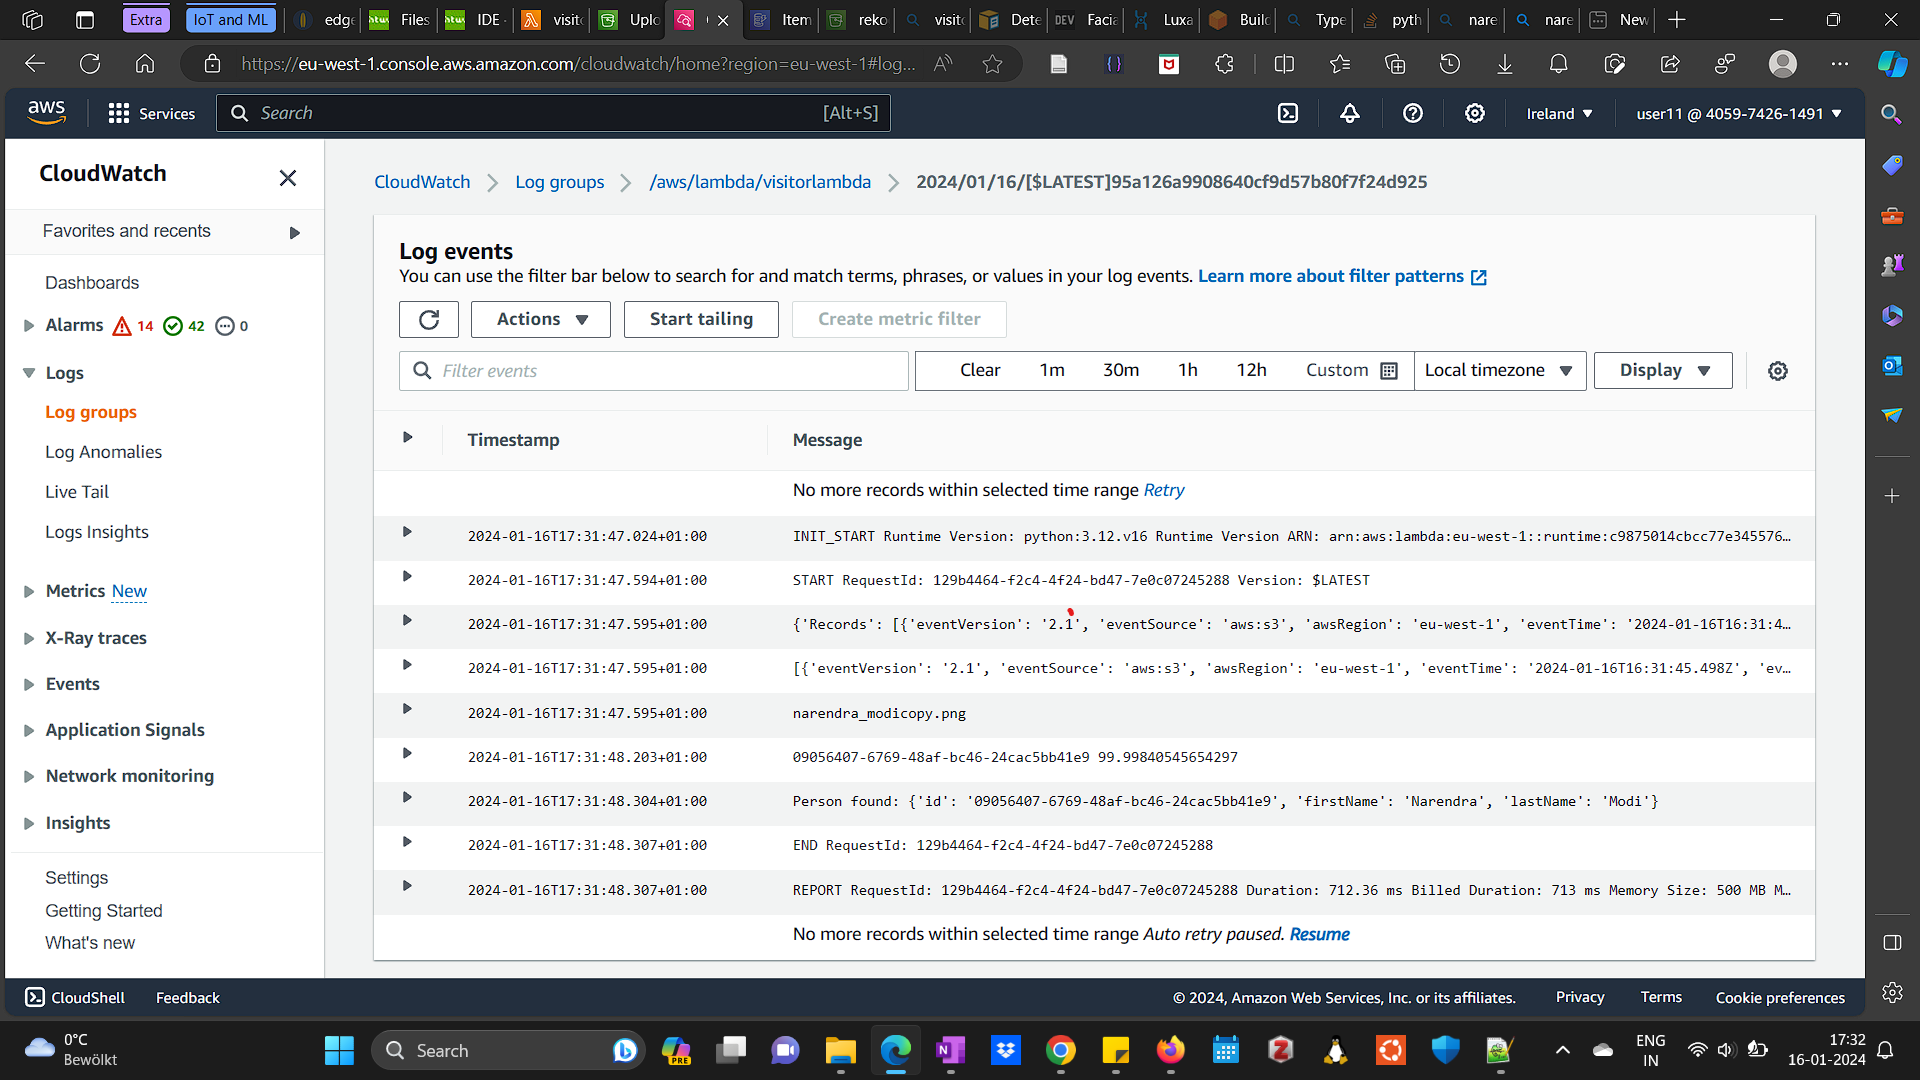 Extra
IoT and ML
edge
Files
IDE
visito
Uplo
Item
reko
visito
Dete
DEV
Facia
Luxa
Build
Type
pyth
nare
nare
New
https://eu-west-1.console.aws.amazon.com/cloudwatch/home?region=eu-west-1#log...
aws
Services
Search
[Alt+S]
Ireland
user11 @ 4059-7426-1491
CloudWatch
Favorites and recents
Dashboards
Alarms 14 42 0
Logs
Log groups
Log Anomalies
Live Tail
Logs Insights
Metrics New
X-Ray traces
Events
Application Signals
Network monitoring
Insights
Settings
Getting Started
What's new
CloudWatch
Log groups
/aws/lambda/visitorlambda
2024/01/16/[$LATEST]95a126a9908640cf9d57b80f7f24d925
Log events
You can use the filter bar below to search for and match terms, phrases, or values in your log events. Learn more about filter patterns
Actions
Start tailing
Create metric filter
Filter events
Clear
1m
30m
1h
12h
Custom
Local timezone
Display
Timestamp
Message
No more records within selected time range Retry
2024-01-16T17:31:47.024+01:00 INIT_START Runtime Version: python:3.12.v16 Runtime Version ARN: arn:aws:lambda:eu-west-1::runtime:c9875014cbcc77e345576...
2024-01-16T17:31:47.594+01:00 START RequestId: 129b4464-f2c4-4f24-bd47-7e0c07245288 Version: $LATEST
2024-01-16T17:31:47.595+01:00 {'Records': [{'eventVersion': '2.1', 'eventSource': 'aws:s3', 'awsRegion': 'eu-west-1', 'eventTime': '2024-01-16T16:31:4...
2024-01-16T17:31:47.595+01:00 [{'eventVersion': '2.1', 'eventSource': 'aws:s3', 'awsRegion': 'eu-west-1', 'eventTime': '2024-01-16T16:31:45.498Z', 'ev...
2024-01-16T17:31:47.595+01:00 narendra_modicopy.png
2024-01-16T17:31:48.203+01:00 09056407-6769-48af-bc46-24cac5bb41e9 99.99840545654297
2024-01-16T17:31:48.304+01:00 Person found: {'id': '09056407-6769-48af-bc46-24cac5bb41e9', 'firstName': 'Narendra', 'lastName': 'Modi'}
2024-01-16T17:31:48.307+01:00 END RequestId: 129b4464-f2c4-4f24-bd47-7e0c07245288
2024-01-16T17:31:48.307+01:00 REPORT RequestId: 129b4464-f2c4-4f24-bd47-7e0c07245288 Duration: 712.36 ms Billed Duration: 713 ms Memory Size: 500 MB M...
No more records within selected time range Auto retry paused. Resume
CloudShell
Feedback
© 2024, Amazon Web Services, Inc. or its affiliates.
Privacy
Terms
Cookie preferences
0°C
Bewölkt
Search
PRE
ENG
IN
17:32
16-01-2024